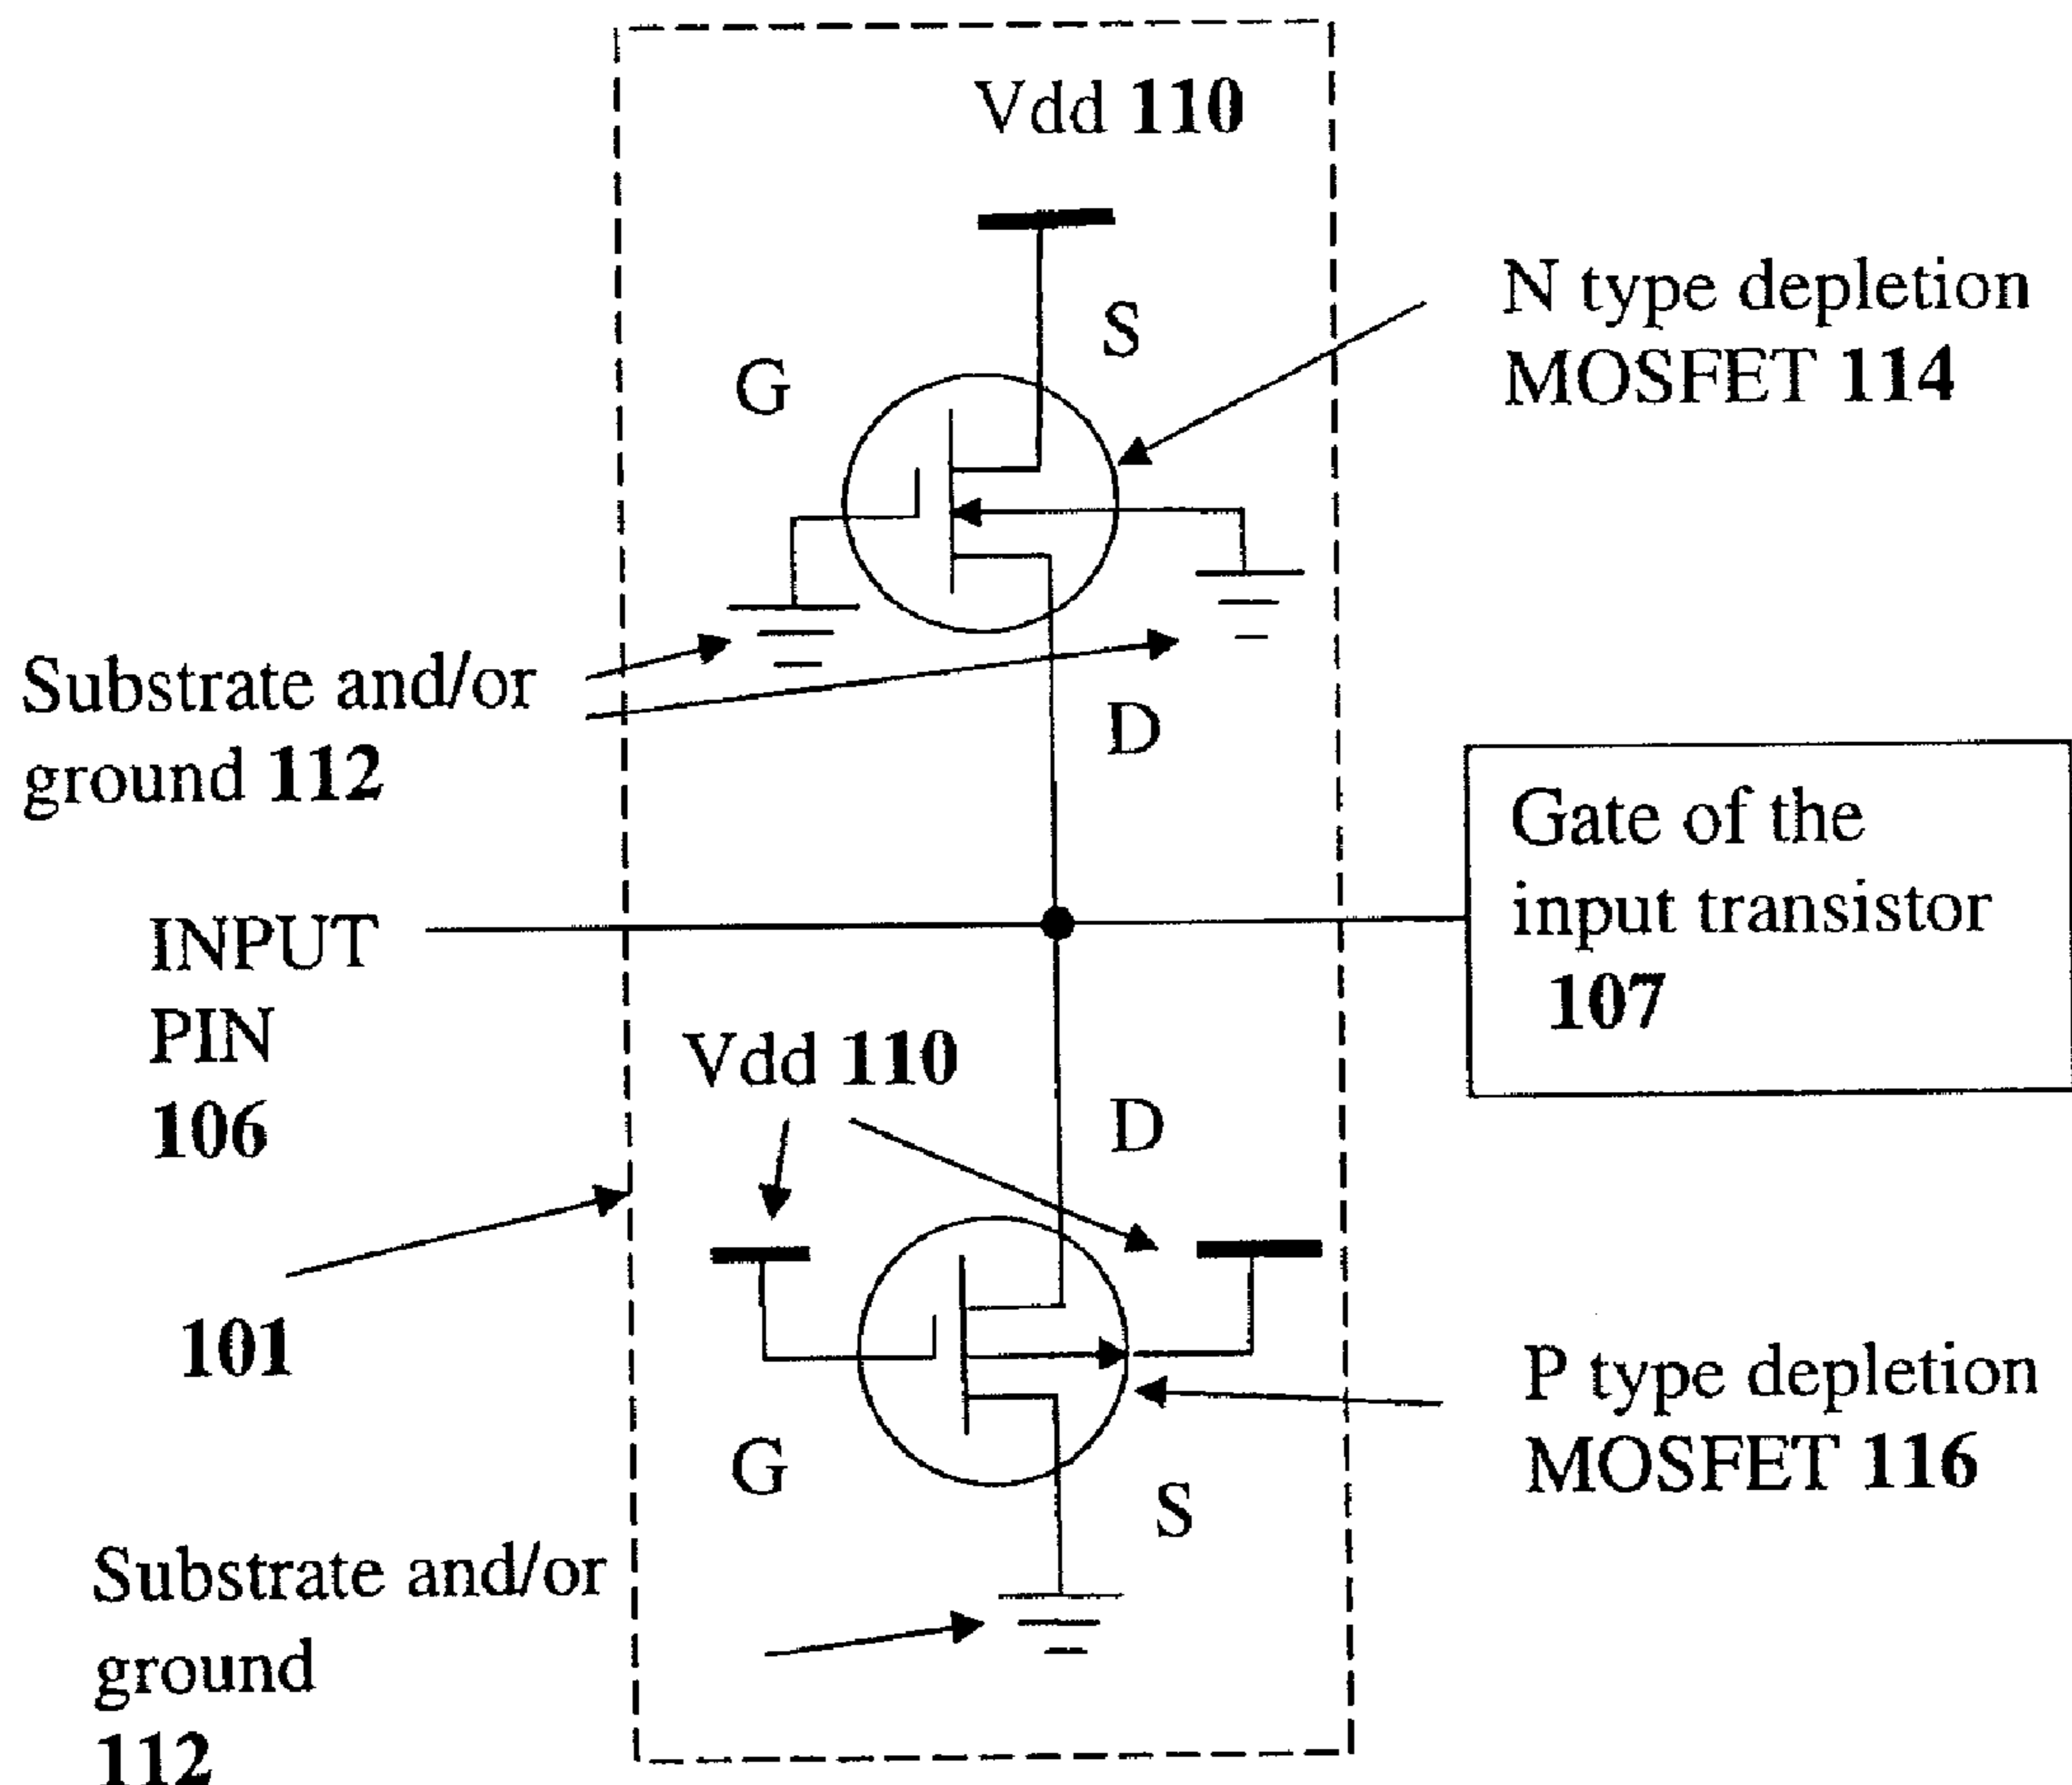 Vdd 110
S
G
N type depletion
MOSFET 114
Substrate and/or
ground 112
D
Gate of the
input transistor
107
INPUT
PIN
106
Vdd 110
D
101
P type depletion
MOSFET 116
G
S
Substrate and/or
ground
112